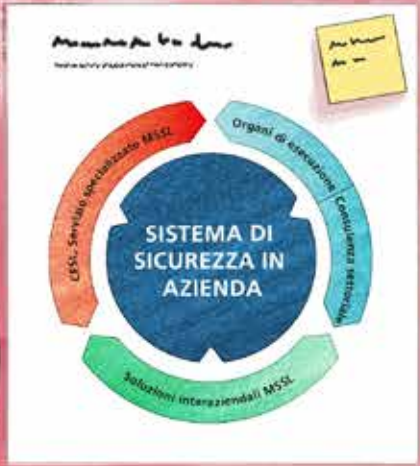 CFSL, Servizio specializzato MSSL
Organi di esecuzione
Consulenza settoriale
SISTEMA DI
SICUREZZA IN
AZIENDA
Soluzioni interaziendali MSSL